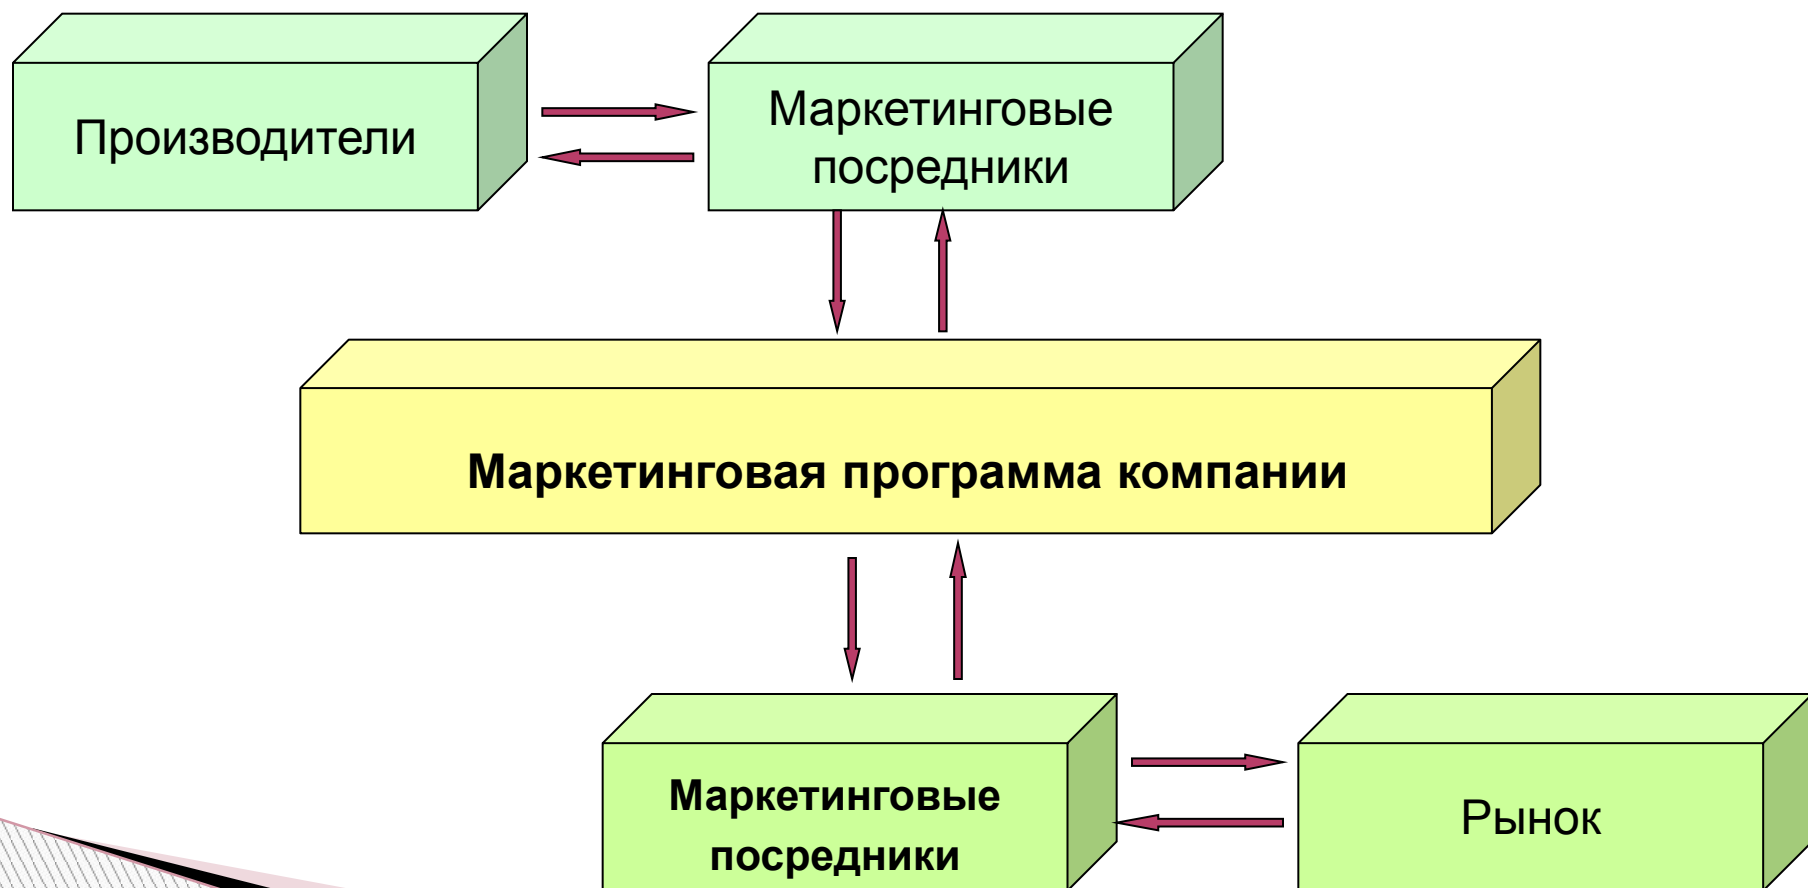 Производители
Маркетинговые
посредники
Маркетинговая программа компании
Маркетинговые
посредники
Рынок